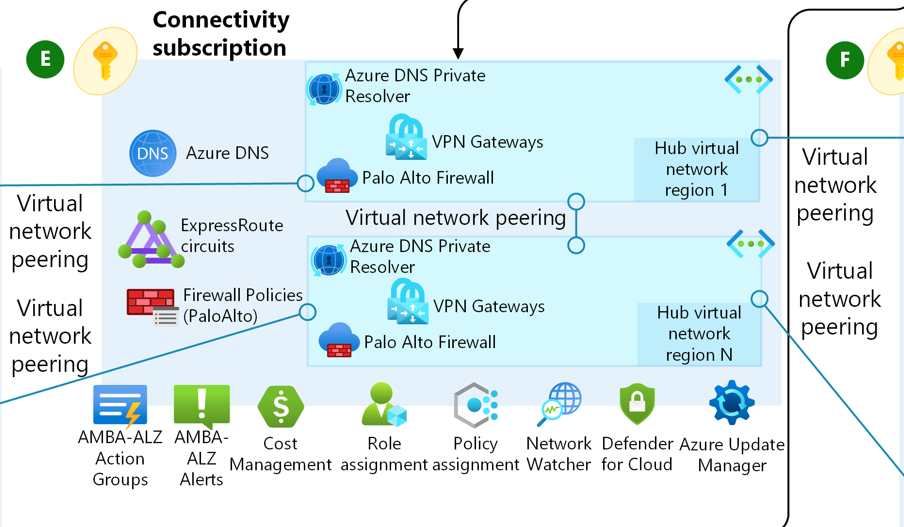 E
Connectivity
subscription
F
Azure DNS Private
Resolver
VPN Gateways
Palo Alto Firewall
Hub virtual
network
region 1
DNS
Azure DNS
Virtual
network
peering
Virtual
network
peering
ExpressRoute
circuits
Virtual network peering
Azure DNS Private
Resolver
VPN Gateways
Palo Alto Firewall
Hub virtual
network
region N
Firewall Policies
(PaloAlto)
Virtual
network
peering
Virtual
network
peering
AMBA-ALZ
Action
Groups
AMBA-
ALZ
Alerts
Cost
Management
Role
assignment
Policy
assignment
Network
Watcher
Defender
for Cloud
Azure Update
Manager